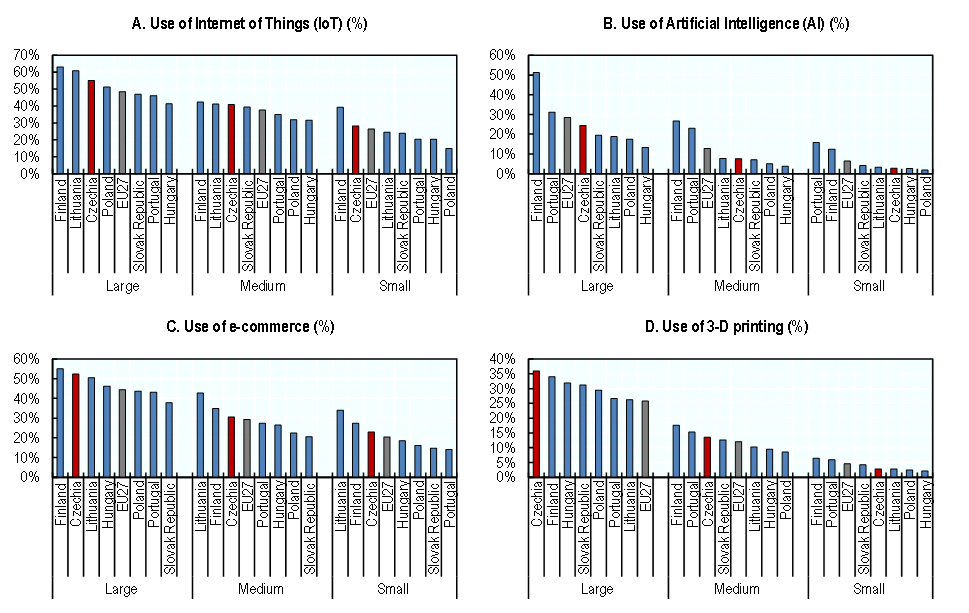 A. Use of Internet of Things (IoT) (%)
70%
60%
50%
40%
30%
20%
10%
0%
Finland
Lithuania
Czechia
Poland
EU27
Slovak Republic
Portugal
Hungary
Finland
Lithuania
Czechia
Slovak Republic
EU27
Portugal
Poland
Hungary
Finland
Czechia
EU27
Lithuania
Slovak Republic
Portugal
Hungary
Poland
Large Medium Small
B. Use of Artificial Intelligence (AI) (%)
60%
50%
40%
30%
20%
10%
0%
Finland
Portugal
EU27
Czechia
Slovak Republic
Lithuania
Poland
Hungary
Finland
Portugal
EU27
Lithuania
Czechia
Slovak Republic
Poland
Hungary
Portugal
Finland
EU27
Slovak Republic
Lithuania
Czechia
Hungary
Poland
Large Medium Small
C. Use of e-commerce (%)
60%
50%
40%
30%
20%
10%
0%
Finland
Czechia
Lithuania
Hungary
EU27
Poland
Portugal
Slovak Republic
Lithuania
Finland
Czechia
EU27
Portugal
Hungary
Poland
Slovak Republic
Lithuania
Finland
Czechia
EU27
Hungary
Poland
Slovak Republic
Portugal
Large Medium Small
D. Use of 3-D printing (%)
40%
35%
30%
25%
20%
15%
10%
5%
0%
Czechia
Finland
Hungary
Slovak Republic
Poland
Portugal
Lithuania
EU27
Finland
Portugal
Czechia
Slovak Republic
EU27
Lithuania
Hungary
Poland
Finland
Portugal
EU27
Slovak Republic
Czechia
Lithuania
Poland
Hungary
Large Medium Small